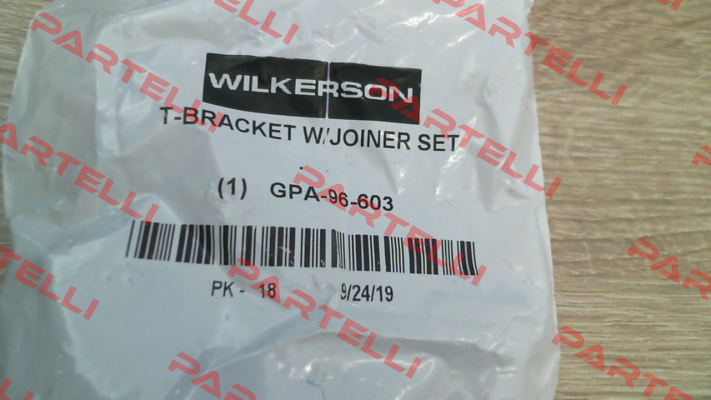 WILKERSON
T-BRACKET W/JOINER SET
(1) GPA-96-603
PK - 18 9/24/19
PARTELLI
PARTELLI
PARTELLI
PARTELLI
PARTELLI
PARTELLI
PARTELLI